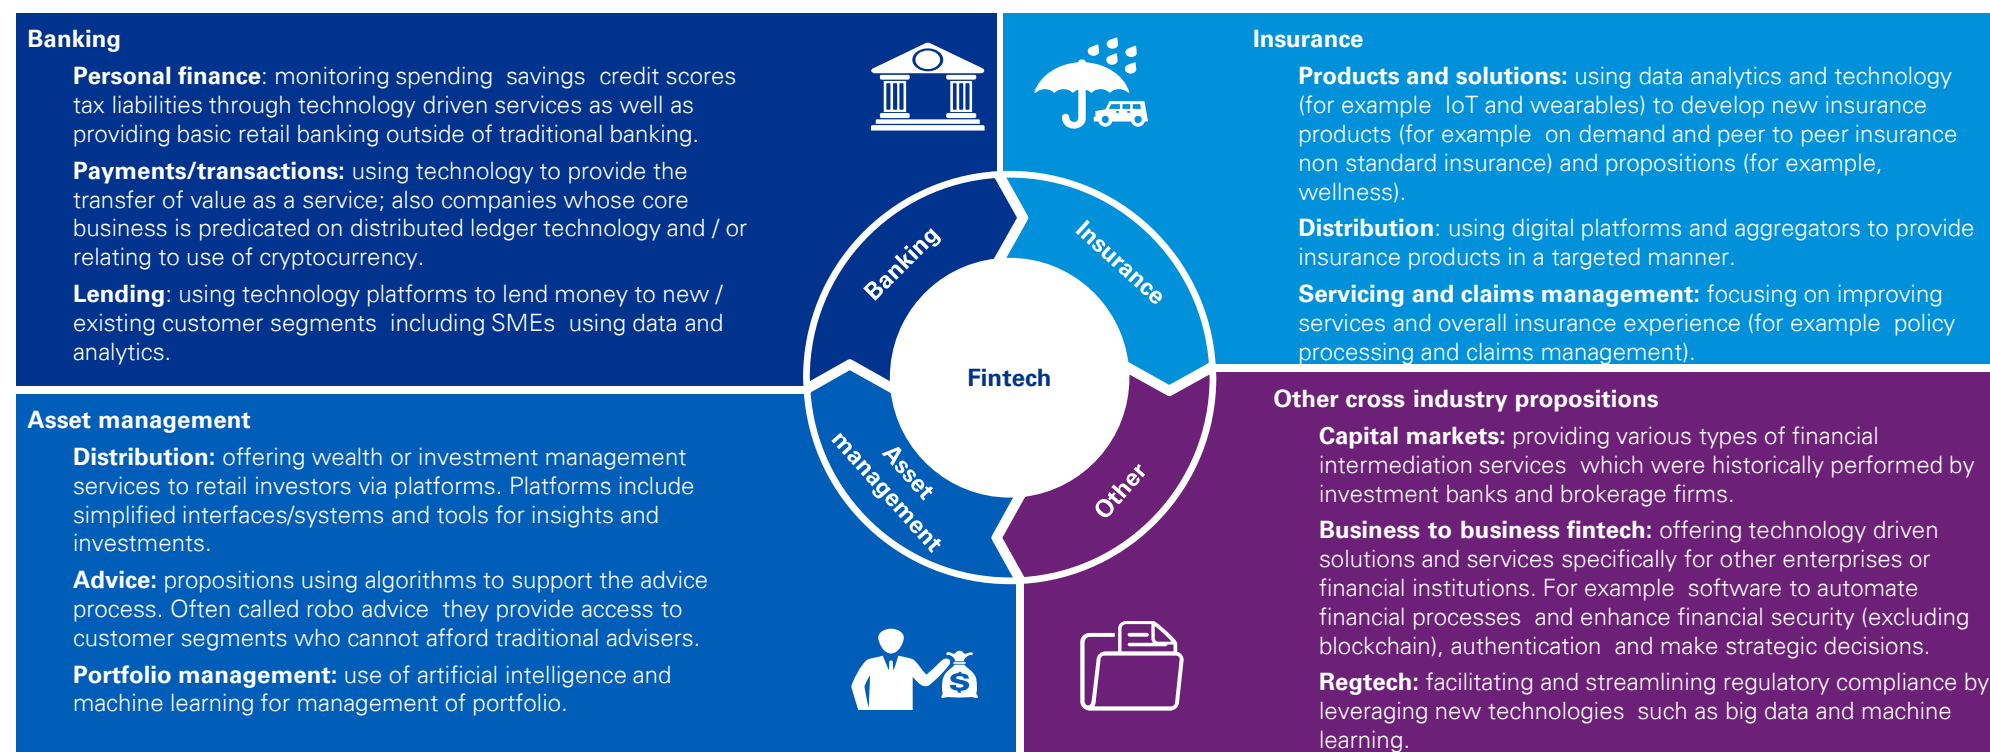 Banking
Personal finance: monitoring spending  savings  credit scores
tax liabilities through technology driven services as well as
providing basic retail banking outside of traditional banking.
Payments/transactions: using technology to provide the
transfer of value as a service; also companies whose core
business is predicated on distributed ledger technology and / or
relating to use of cryptocurrency.
Lending: using technology platforms to lend money to new /
existing customer segments  including SMEs  using data and
analytics.
Insurance
Products and solutions: using data analytics and technology
(for example  IoT and wearables) to develop new insurance
products (for example  on demand and peer to peer insurance
non standard insurance) and propositions (for example,
wellness).
Distribution: using digital platforms and aggregators to provide
insurance products in a targeted manner.
Servicing and claims management: focusing on improving
services and overall insurance experience (for example  policy
processing and claims management).
Banking
Insurance
Fintech
Asset
management
Other
Asset management
Distribution: offering wealth or investment management
services to retail investors via platforms. Platforms include
simplified interfaces/systems and tools for insights and
investments.
Advice: propositions using algorithms to support the advice
process. Often called robo advice  they provide access to
customer segments who cannot afford traditional advisers.
Portfolio management: use of artificial intelligence and
machine learning for management of portfolio.
$
Other cross industry propositions
Capital markets: providing various types of financial
intermediation services  which were historically performed by
investment banks and brokerage firms.
Business to business fintech: offering technology driven
solutions and services specifically for other enterprises or
financial institutions. For example  software to automate
financial processes  and enhance financial security (excluding
blockchain), authentication  and make strategic decisions.
Regtech: facilitating and streamlining regulatory compliance by
leveraging new technologies  such as big data and machine
learning.